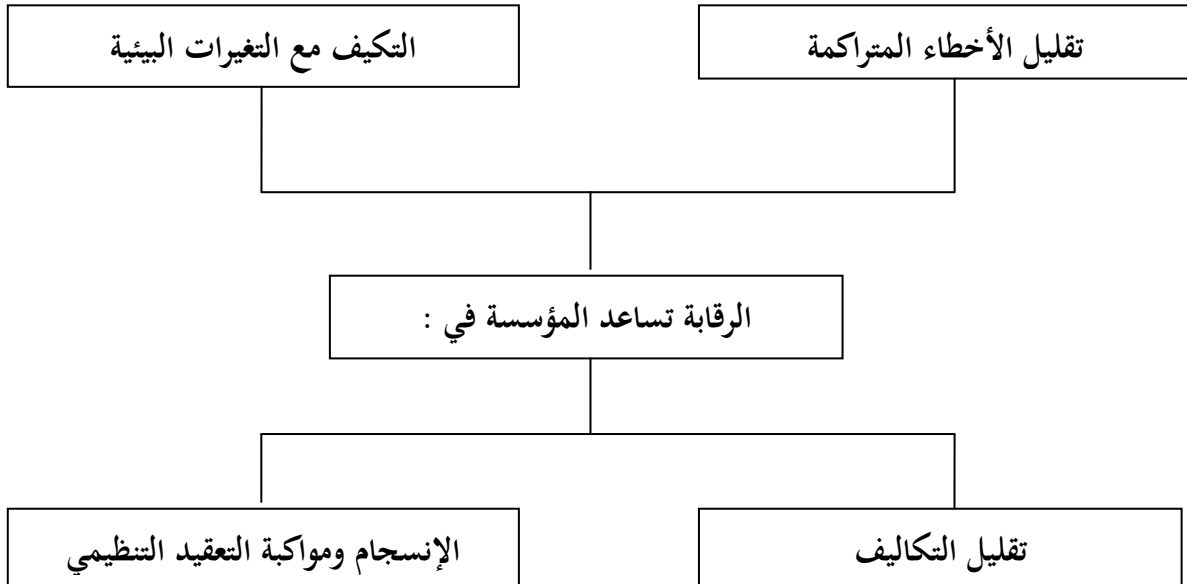 تقليل الأخطاء المتراكمة
التكيف مع التغيرات البيئية
الرقابة تساعد المؤسسة في :
تقليل التكاليف
الإنسجام ومواكبة التعقيد التنظيمي